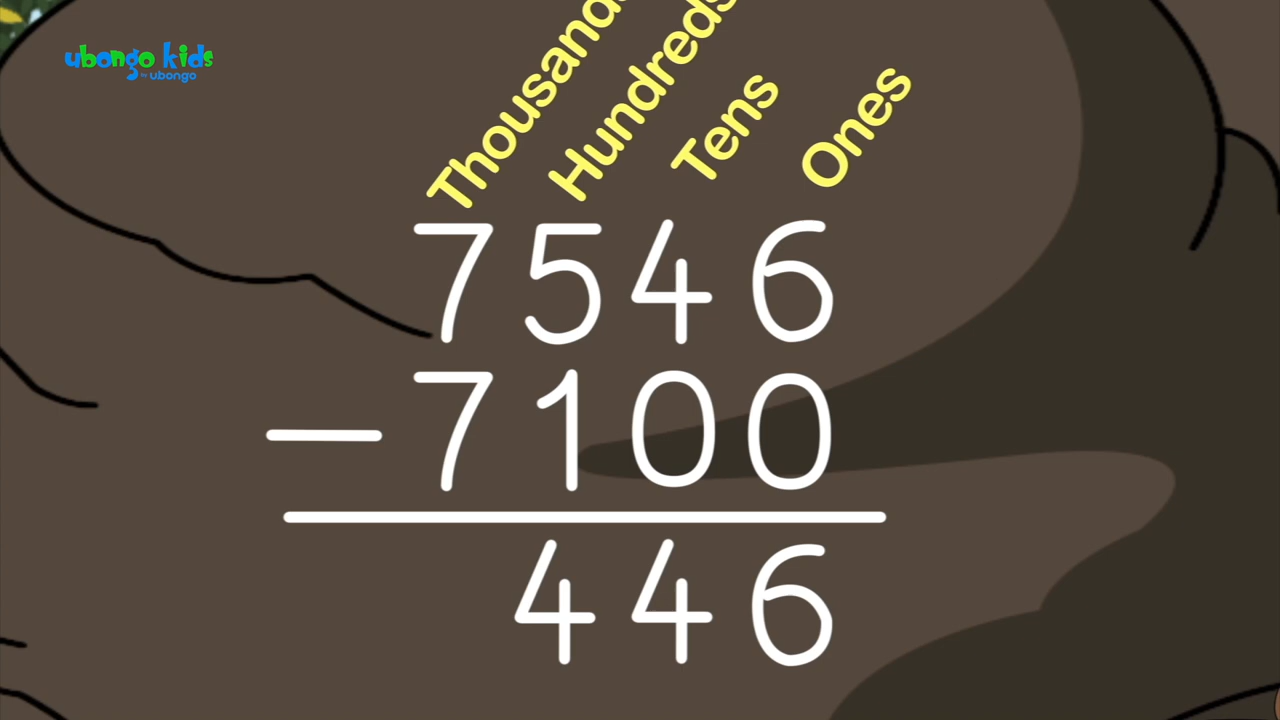 ubongo kids
by ubongo
Thousands
Hundreds
Tens
Ones
7546
- 7100
446